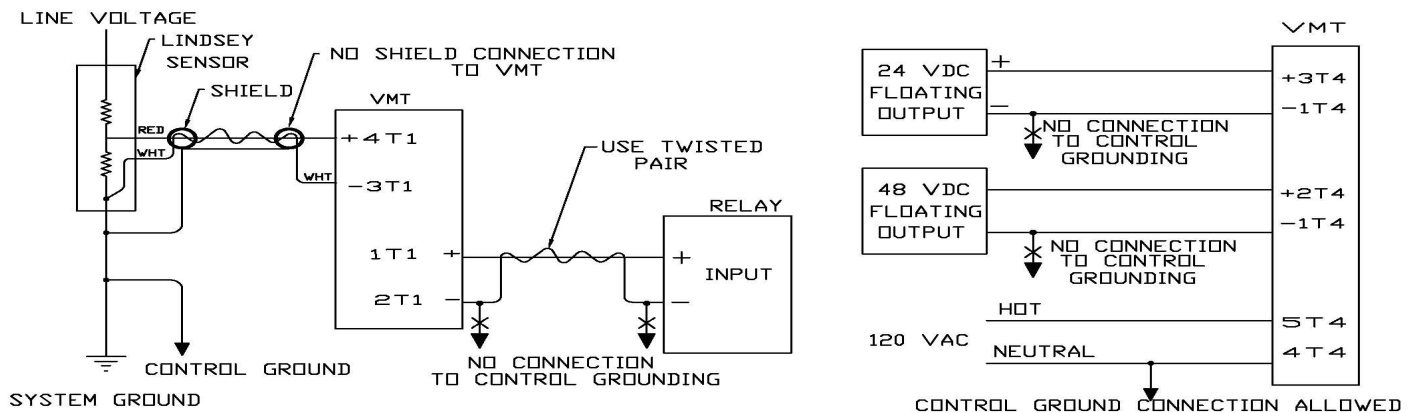 LINE VOLTAGE
LINDSEY
SENSOR
NO SHIELD CONNECTION
TO VMT
SHIELD
VMT
RED
WHT
+4T1
WHT
-3T1
USE TWISTED
PAIR
RELAY
1T1 +
+
INPUT
2T1 -
-
NO CONNECTION
TO CONTROL GROUNDING
CONTROL GROUND
SYSTEM GROUND
VMT
24 VDC
FLOATING
OUTPUT
+
-
+3T4
-1T4
NO CONNECTION
TO CONTROL
GROUNDING
48 VDC
FLOATING
OUTPUT
+2T4
-1T4
NO CONNECTION
TO CONTROL
GROUNDING
120 VAC
HOT
5T4
NEUTRAL
4T4
CONTROL GROUND CONNECTION ALLOWED